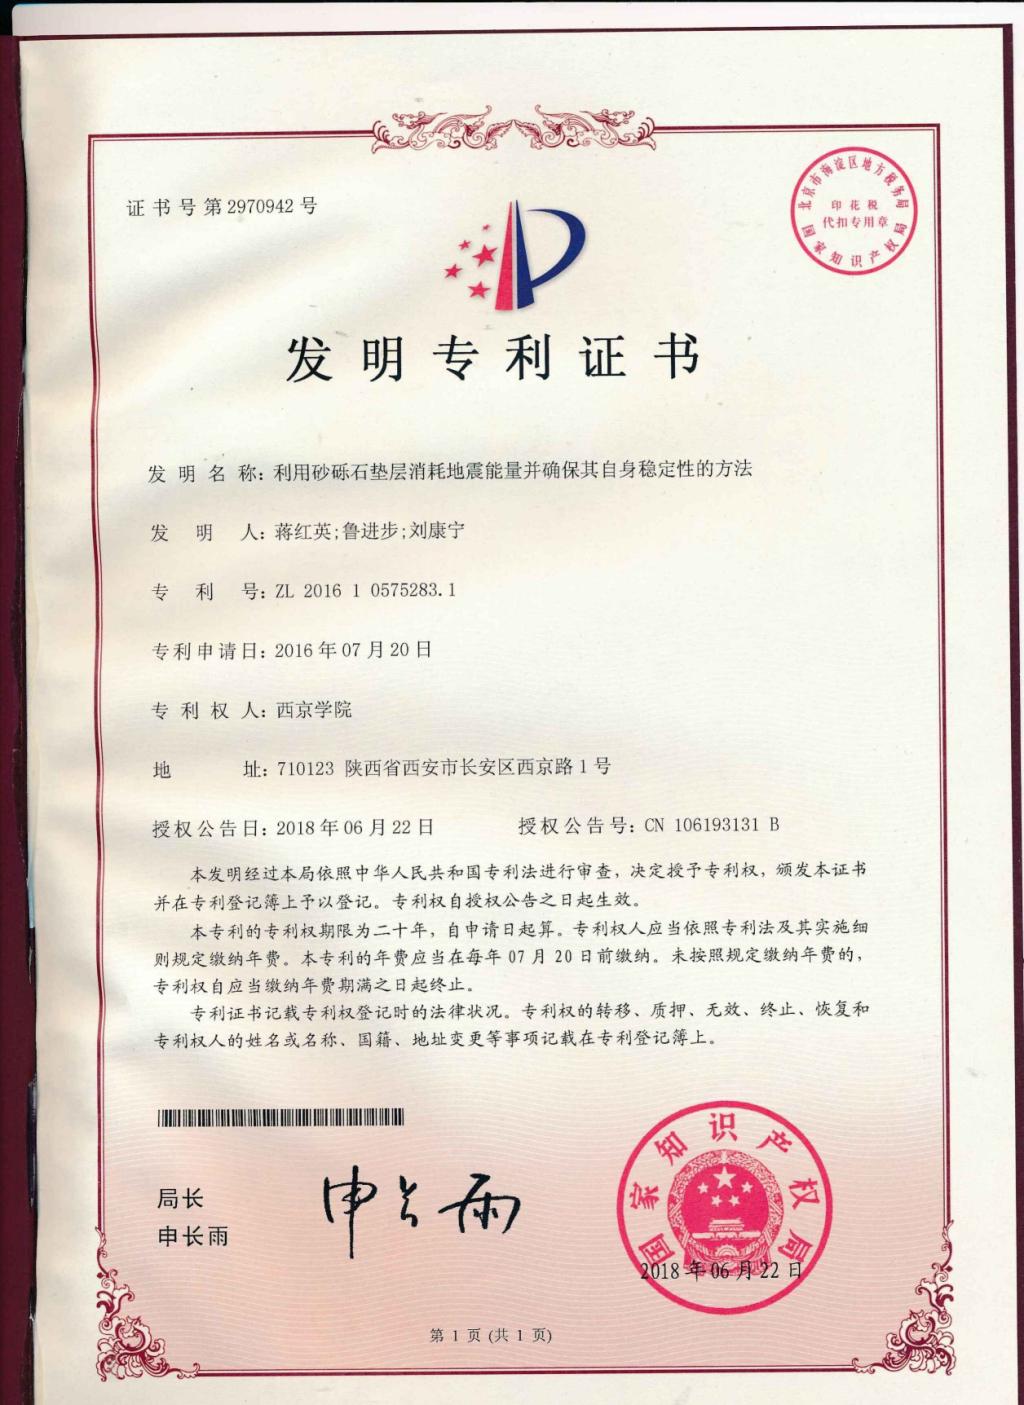 证书号第2970942号
北京市海淀区地方税务局
印花税
代扣专用章
国家知识产权局
发明专利证书
发明名称：利用砂砾石垫层消耗地震能量并确保其自身稳定性的方法
发明人：蒋红英;鲁进步;刘康宁
专利号：ZL 2016 1 0575283.1
专利申请日：2016年07月20日
专利权人：西京学院
地址：710123 陕西省西安市长安区西京路1号
授权公告日：2018年06月22日 授权公告号：CN 106193131 B
本发明经过本局依照中华人民共和国专利法进行审查，决定授予专利权，颁发本证书
并在专利登记簿上予以登记。专利权自授权公告之日起生效。
本专利的专利权期限为二十年，自申请日起算。专利权人应当依照专利法及其实施细
则规定缴纳年费。本专利的年费应当在每年07月20日前缴纳。未按照规定缴纳年费的，
专利权自应当缴纳年费期满之日起终止。
专利证书记载专利权登记时的法律状况。专利权的转移、质押、无效、终止、恢复和
专利权人的姓名或名称、国籍、地址变更等事项记载在专利登记簿上。
局长
申长雨
申长雨
国家知识产权局
2018年06月22日
第1页(共1页)